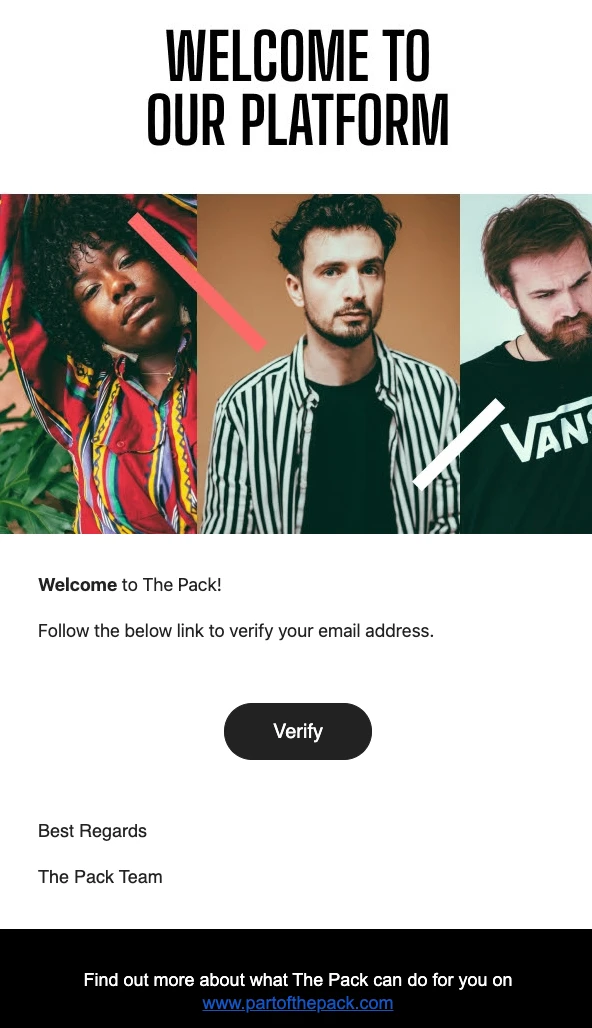 WELCOME TO
OUR PLATFORM
VANS
Welcome to The Pack!
Follow the below link to verify your email address.
Verify
Best Regards
The Pack Team
Find out more about what The Pack can do for you on
www.partofthepack.com